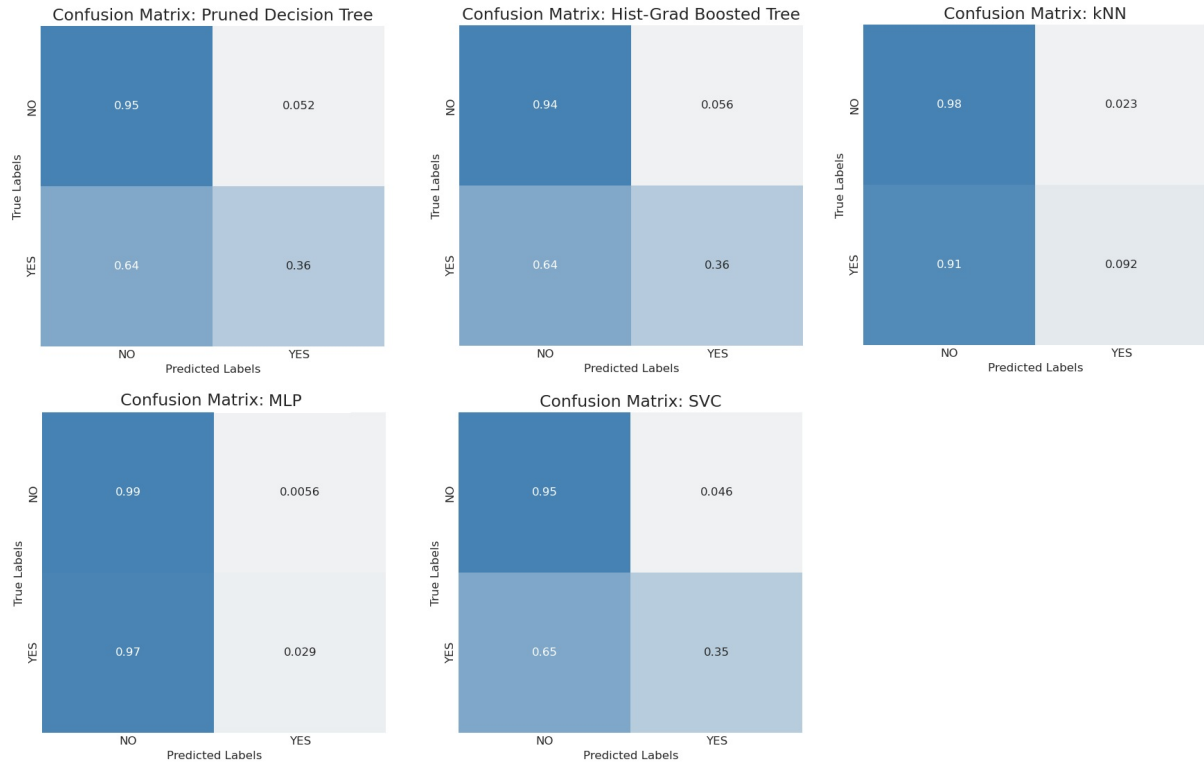 Confusion Matrix: Pruned Decision Tree
NO
0.95
0.052
True Labels
YES
0.64
0.36
NO
YES
Predicted Labels
Confusion Matrix: Hist-Grad Boosted Tree
NO
0.94
0.056
True Labels
YES
0.64
0.36
NO
YES
Predicted Labels
Confusion Matrix: kNN
NO
0.98
0.023
True Labels
YES
0.91
0.092
NO
YES
Predicted Labels
Confusion Matrix: MLP
NO
0.99
0.0056
True Labels
YES
0.97
0.029
NO
YES
Predicted Labels
Confusion Matrix: SVC
NO
0.95
0.046
True Labels
YES
0.65
0.35
NO
YES
Predicted Labels